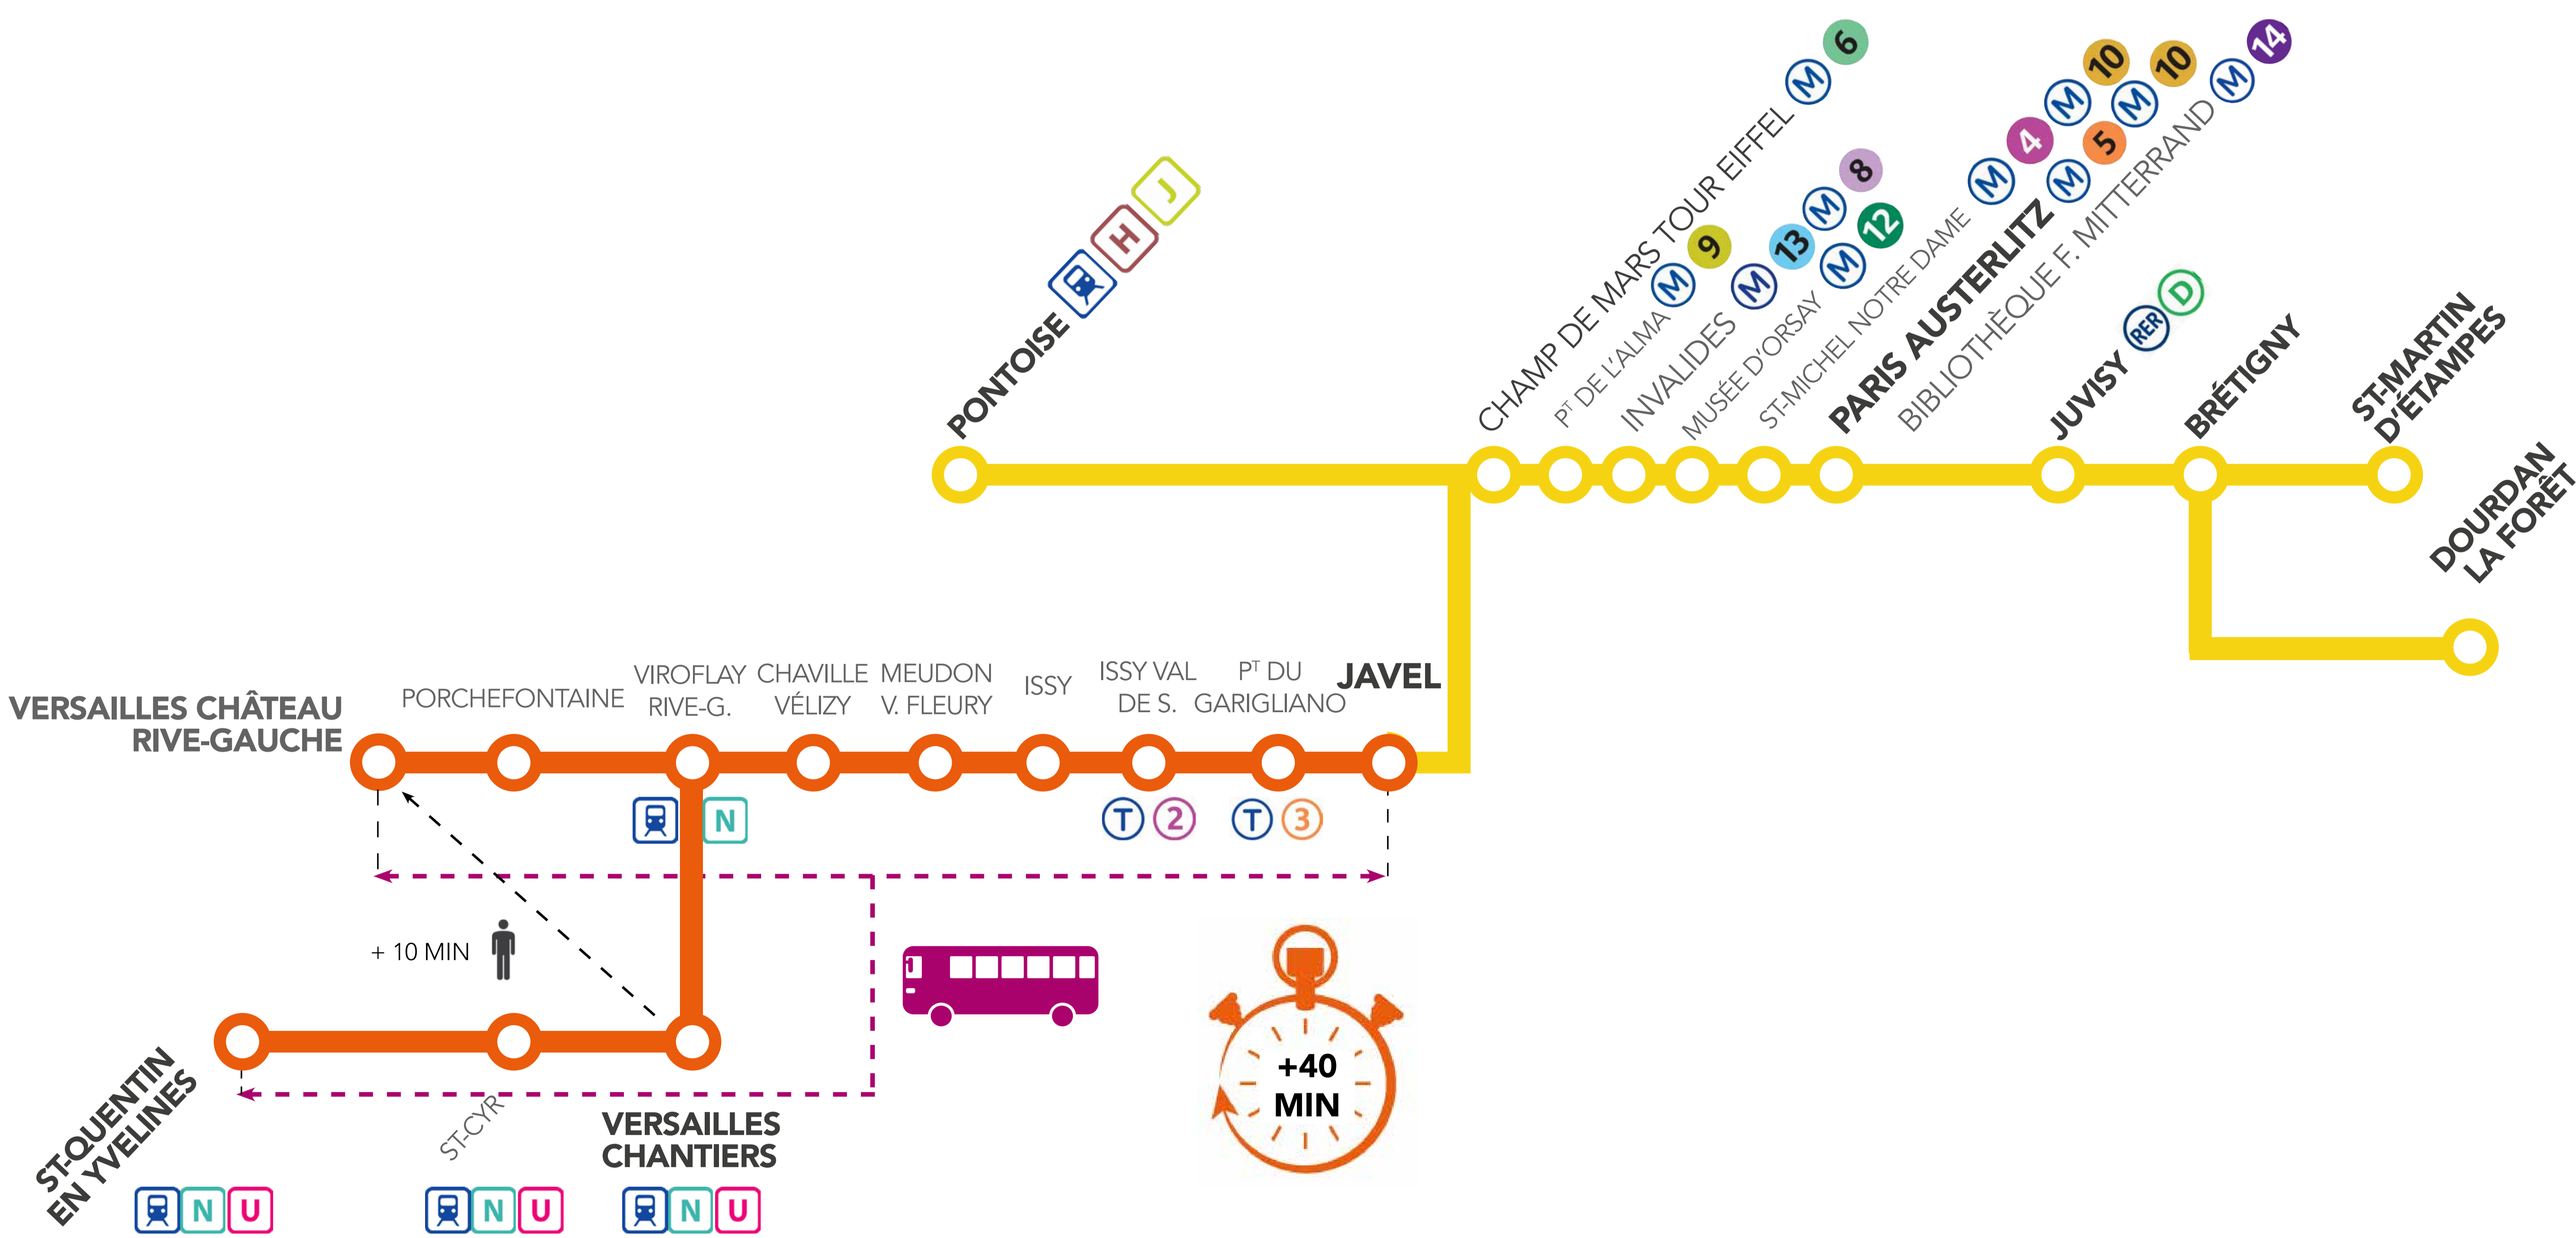 PONTOISE
H
J
CHAMP DE MARS TOUR EIFFEL
M
6
PT DE L'ALMA
M
9
INVALIDES
M
13
M
8
MUSÉE D'ORSAY
M
12
ST-MICHEL NOTRE DAME
M
4
M
10
PARIS AUSTERLITZ
M
5
M
10
BIBLIOTHÈQUE F. MITTERRAND
M
14
JUVISY
RER
D
BRÉTIGNY
ST-MARTIN
D'ÉTAMPES
DOURDAN
LA FORÊT
VERSAILLES CHÂTEAU
RIVE-GAUCHE
PORCHEFONTAINE
VIROFLAY
RIVE-G.
CHAVILLE
VÉLIZY
MEUDON
V. FLEURY
ISSY
ISSY VAL
DE S.
PT DU
GARIGLIANO
JAVEL
N
T 2
T 3
+ 10 MIN
+40
MIN
ST-QUENTIN
EN YVELINES
ST-CYR
VERSAILLES
CHANTIERS
N U
N U
N U